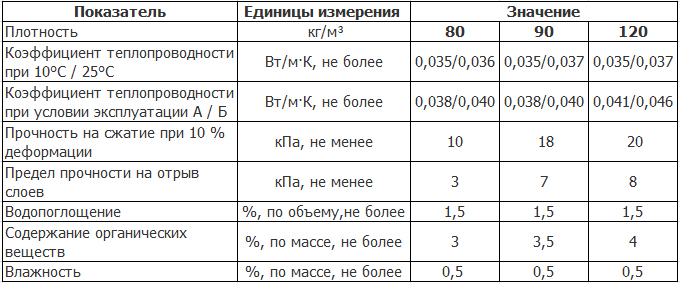 Показатель Единицы измерения Значение
Плотность кг/м³ 80 90 120
Коэффициент теплопроводности
при 10ºС / 25ºС Вт/м·К, не более 0,035/0,036 0,035/0,037 0,035/0,037
Коэффициент теплопроводности
при условии эксплуатации А / Б Вт/м·К, не более 0,038/0,040 0,038/0,040 0,041/0,046
Прочность на сжатие при 10 %
деформации кПа, не менее 10 18 20
Предел прочности на отрыв
слоев кПа, не менее 3 7 8
Водопоглощение %, по объему,не более 1,5 1,5 1,5
Содержание органических
веществ %, по массе, не более 3 3,5 4
Влажность %, по массе, не более 0,5 0,5 0,5